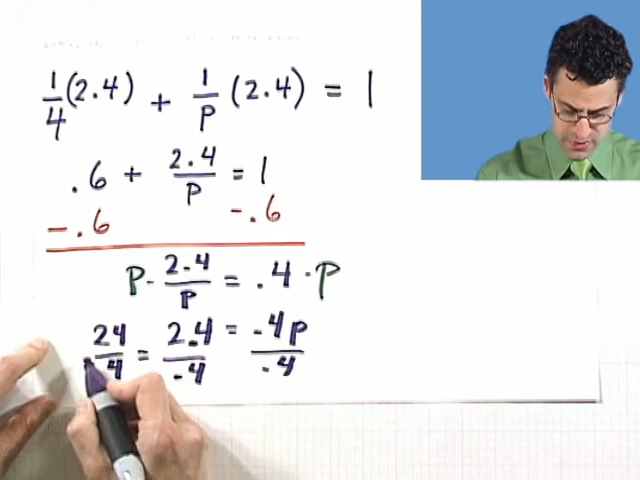 1/4 (2.4) + 1/P (2.4) = 1
.6 + 2.4/P = 1
-.6 -.6
P · 2.4/P = .4 · P
24/4 = 2.4/.4 = .4P/.4